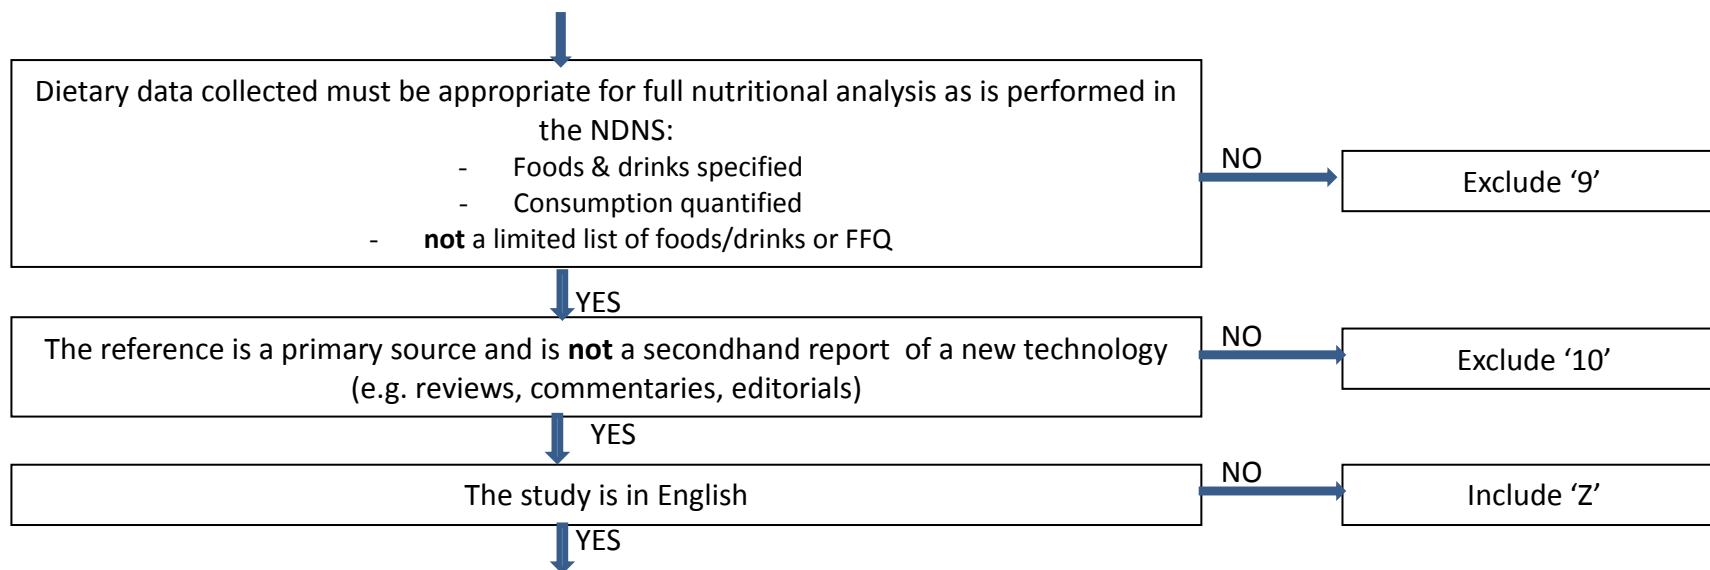 Dietary data collected must be appropriate for full nutritional analysis as is performed in
the NDNS:
- Foods & drinks specified
- Consumption quantified
- not a limited list of foods/drinks or FFQ
NO
Exclude ‘9’
YES
The reference is a primary source and is not a secondhand report of a new technology
(e.g. reviews, commentaries, editorials)
NO
Exclude ‘10’
YES
The study is in English
NO
Include ‘Z’
YES